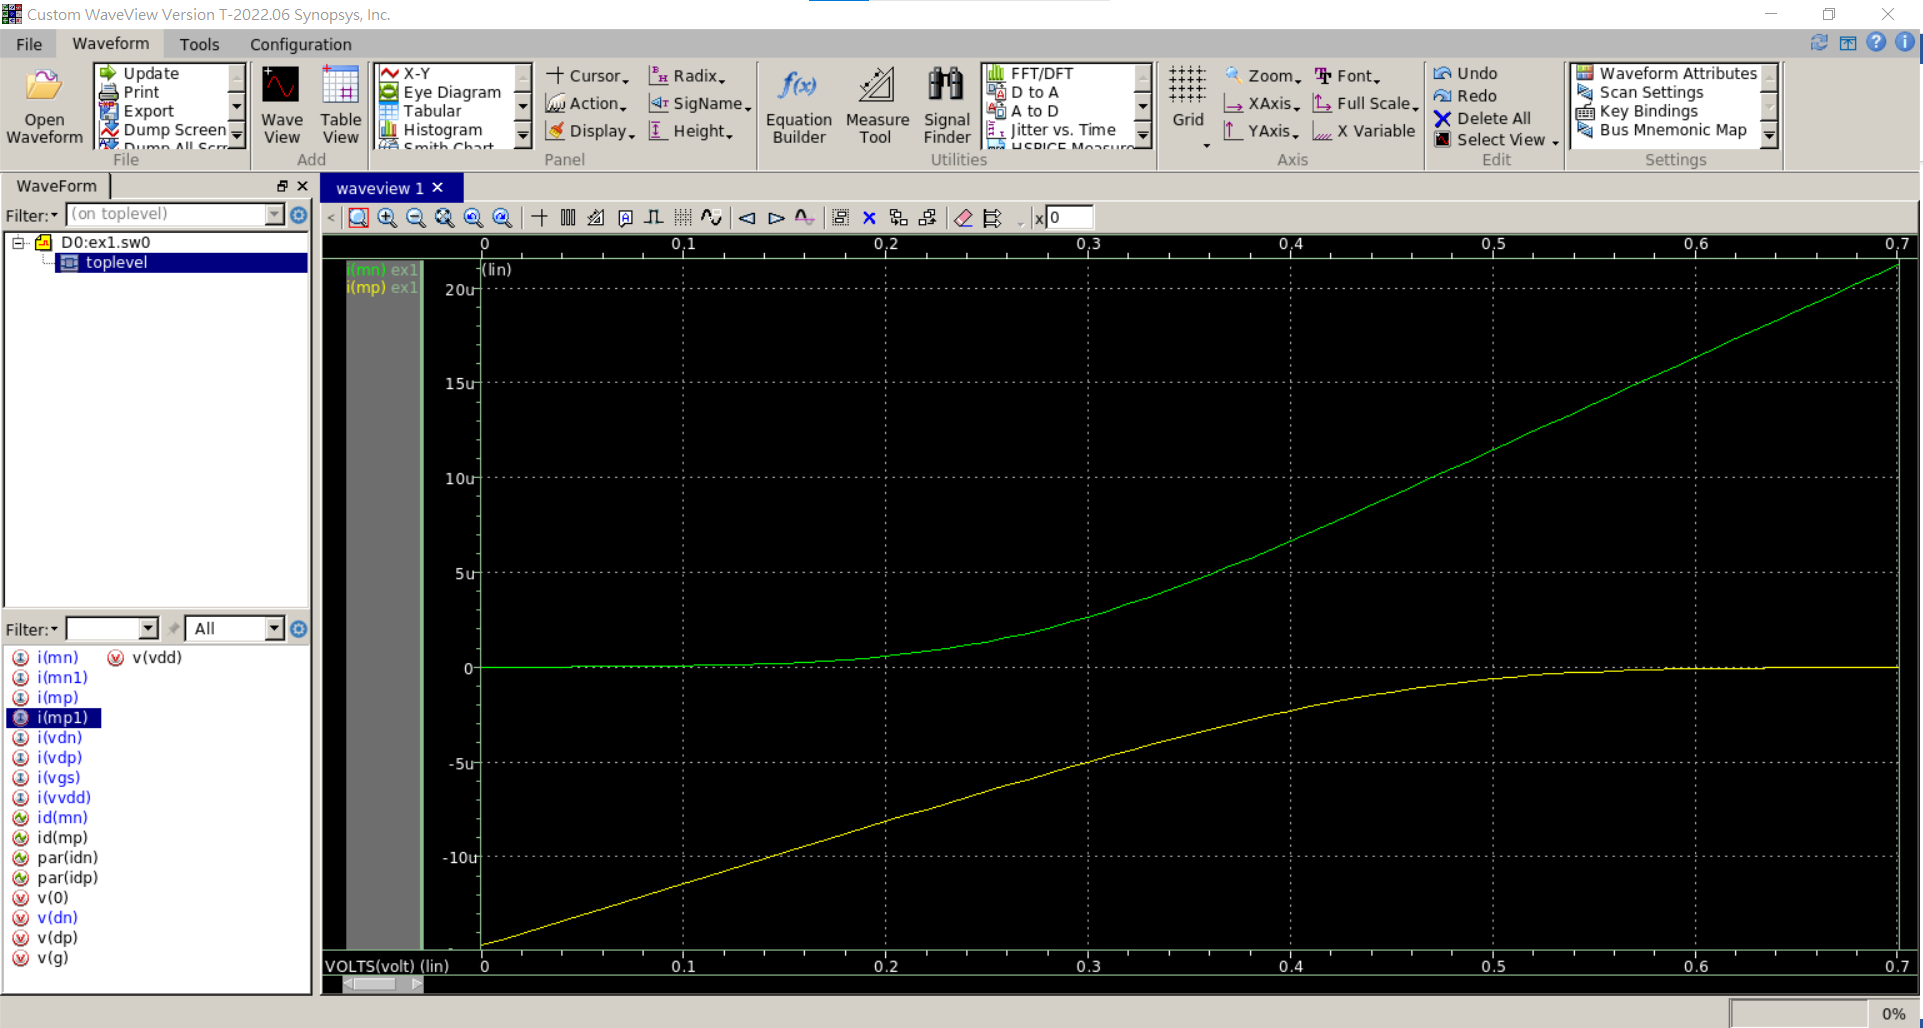 Custom WaveView Version T-2022.06 Synopsys, Inc.
File Waveform Tools Configuration
Open Waveform
Update
Print
Export
Dump Screen
File
Wave View
Table View
Add
X-Y
Eye Diagram
Tabular
Histogram
Smith Chart
Cursor
Action
Display
Radix
SigName
Height
Panel
f(x)
Equation Builder
Measure Tool
Signal Finder
FFT/DFT
D to A
A to D
Jitter vs. Time
HSPICE Measure
Utilities
Grid
Zoom
XAxis
YAxis
Font
Full Scale
X Variable
Axis
Undo
Redo
Delete All
Select View
Edit
Waveform Attributes
Scan Settings
Key Bindings
Bus Mnemonic Map
Settings
WaveForm
Filter: (on toplevel)
D0:ex1.sw0
toplevel
Filter: All
i(mn) v(vdd)
i(mn1)
i(mp)
i(mp1)
i(vdn)
i(vdp)
i(vgs)
i(vvdd)
id(mn)
id(mp)
par(idn)
par(idp)
v(0)
v(dn)
v(dp)
v(g)
waveview 1
x 0
0 0.1 0.2 0.3 0.4 0.5 0.6 0.7
i(mn) ex1
i(mp) ex1
(lin)
20u
15u
10u
5u
0
-5u
-10u
VOLTS(volt) (lin) 0 0.1 0.2 0.3 0.4 0.5 0.6 0.7
0%